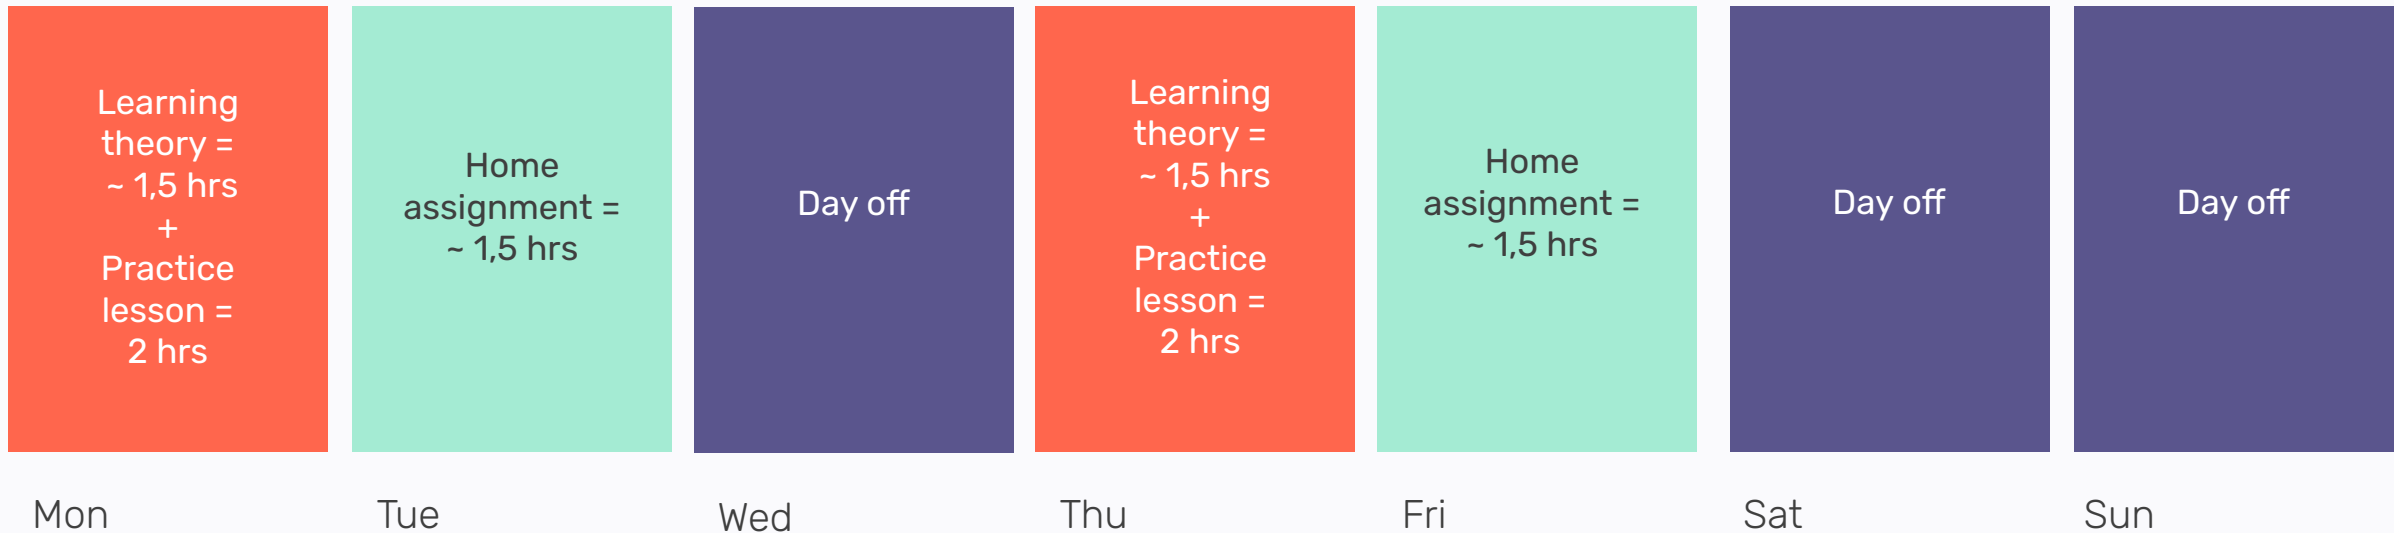 Learning
theory =
~ 1,5 hrs
+
Practice
lesson =
2 hrs
Mon
Home
assignment =
~ 1,5 hrs
Tue
Day off
Wed
Learning
theory =
~ 1,5 hrs
+
Practice
lesson =
2 hrs
Thu
Home
assignment =
~ 1,5 hrs
Fri
Day off
Sat
Day off
Sun